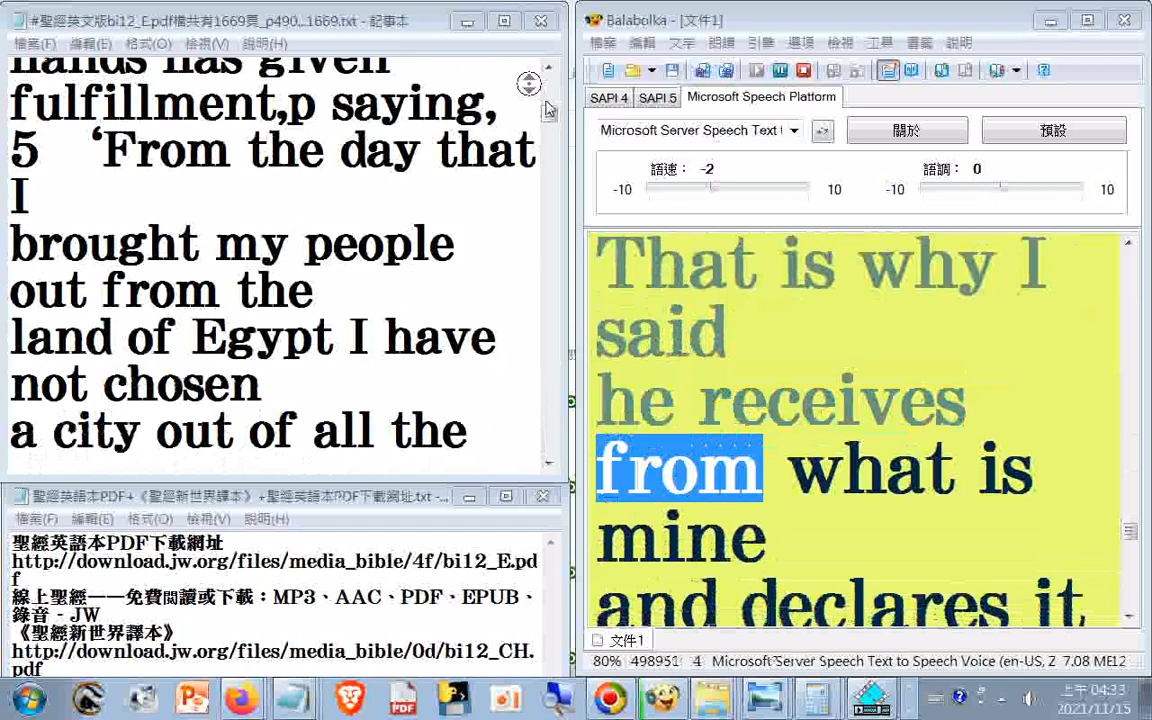 #聖經英文版bi12_E.pdf檔共有1669頁_p490...1669.txt - 記事本
檔案(F) 編輯(E) 格式(O) 檢視(V) 說明(H)
hands has given
fulfillment,p saying,
5 ‘From the day that
I
brought my people
out from the
land of Egypt I have
not chosen
a city out of all the
聖經英語本PDF+《聖經新世界譯本》+聖經英語本PDF下載網址.txt - ...
檔案(F) 編輯(E) 格式(O) 檢視(V) 說明(H)
聖經英語本PDF下載網址
http://download.jw.org/files/media_bible/4f/bi12_E.pd
f
線上聖經——免費閱讀或下載：MP3、AAC、PDF、EPUB、
錄音 - JW
《聖經新世界譯本》
http://download.jw.org/files/media_bible/0d/bi12_CH.
pdf
Balabolka - [文件1]
檔案 編輯 文字 朗讀 引擎 選項 檢視 工具 書籤 說明
SAPI 4 SAPI 5 Microsoft Speech Platform
Microsoft Server Speech Text t
關於 預設
語速： -2 語調： 0
-10 10 -10 10
That is why I
said
he receives
from what is
mine
and declares it
文件1
80% 498951 4 Microsoft Server Speech Text to Speech Voice (en-US, Z 7.08 ME12
上午 04:33
2021/11/15